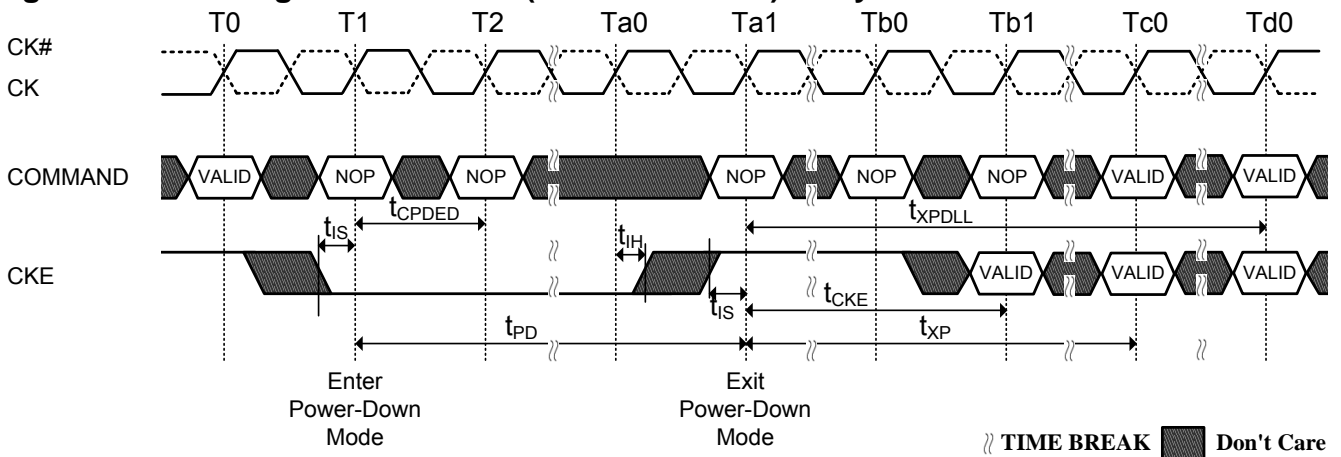 T0 T1 T2 Ta0 Ta1 Tb0 Tb1 Tc0 Td0
CK#
CK
COMMAND VALID NOP NOP NOP NOP NOP VALID VALID
tIS tCPDED tIH tXPDLL
CKE VALID VALID VALID
tIS tCKE
tPD tXP
Enter Power-Down Mode
Exit Power-Down Mode
TIME BREAK Don't Care